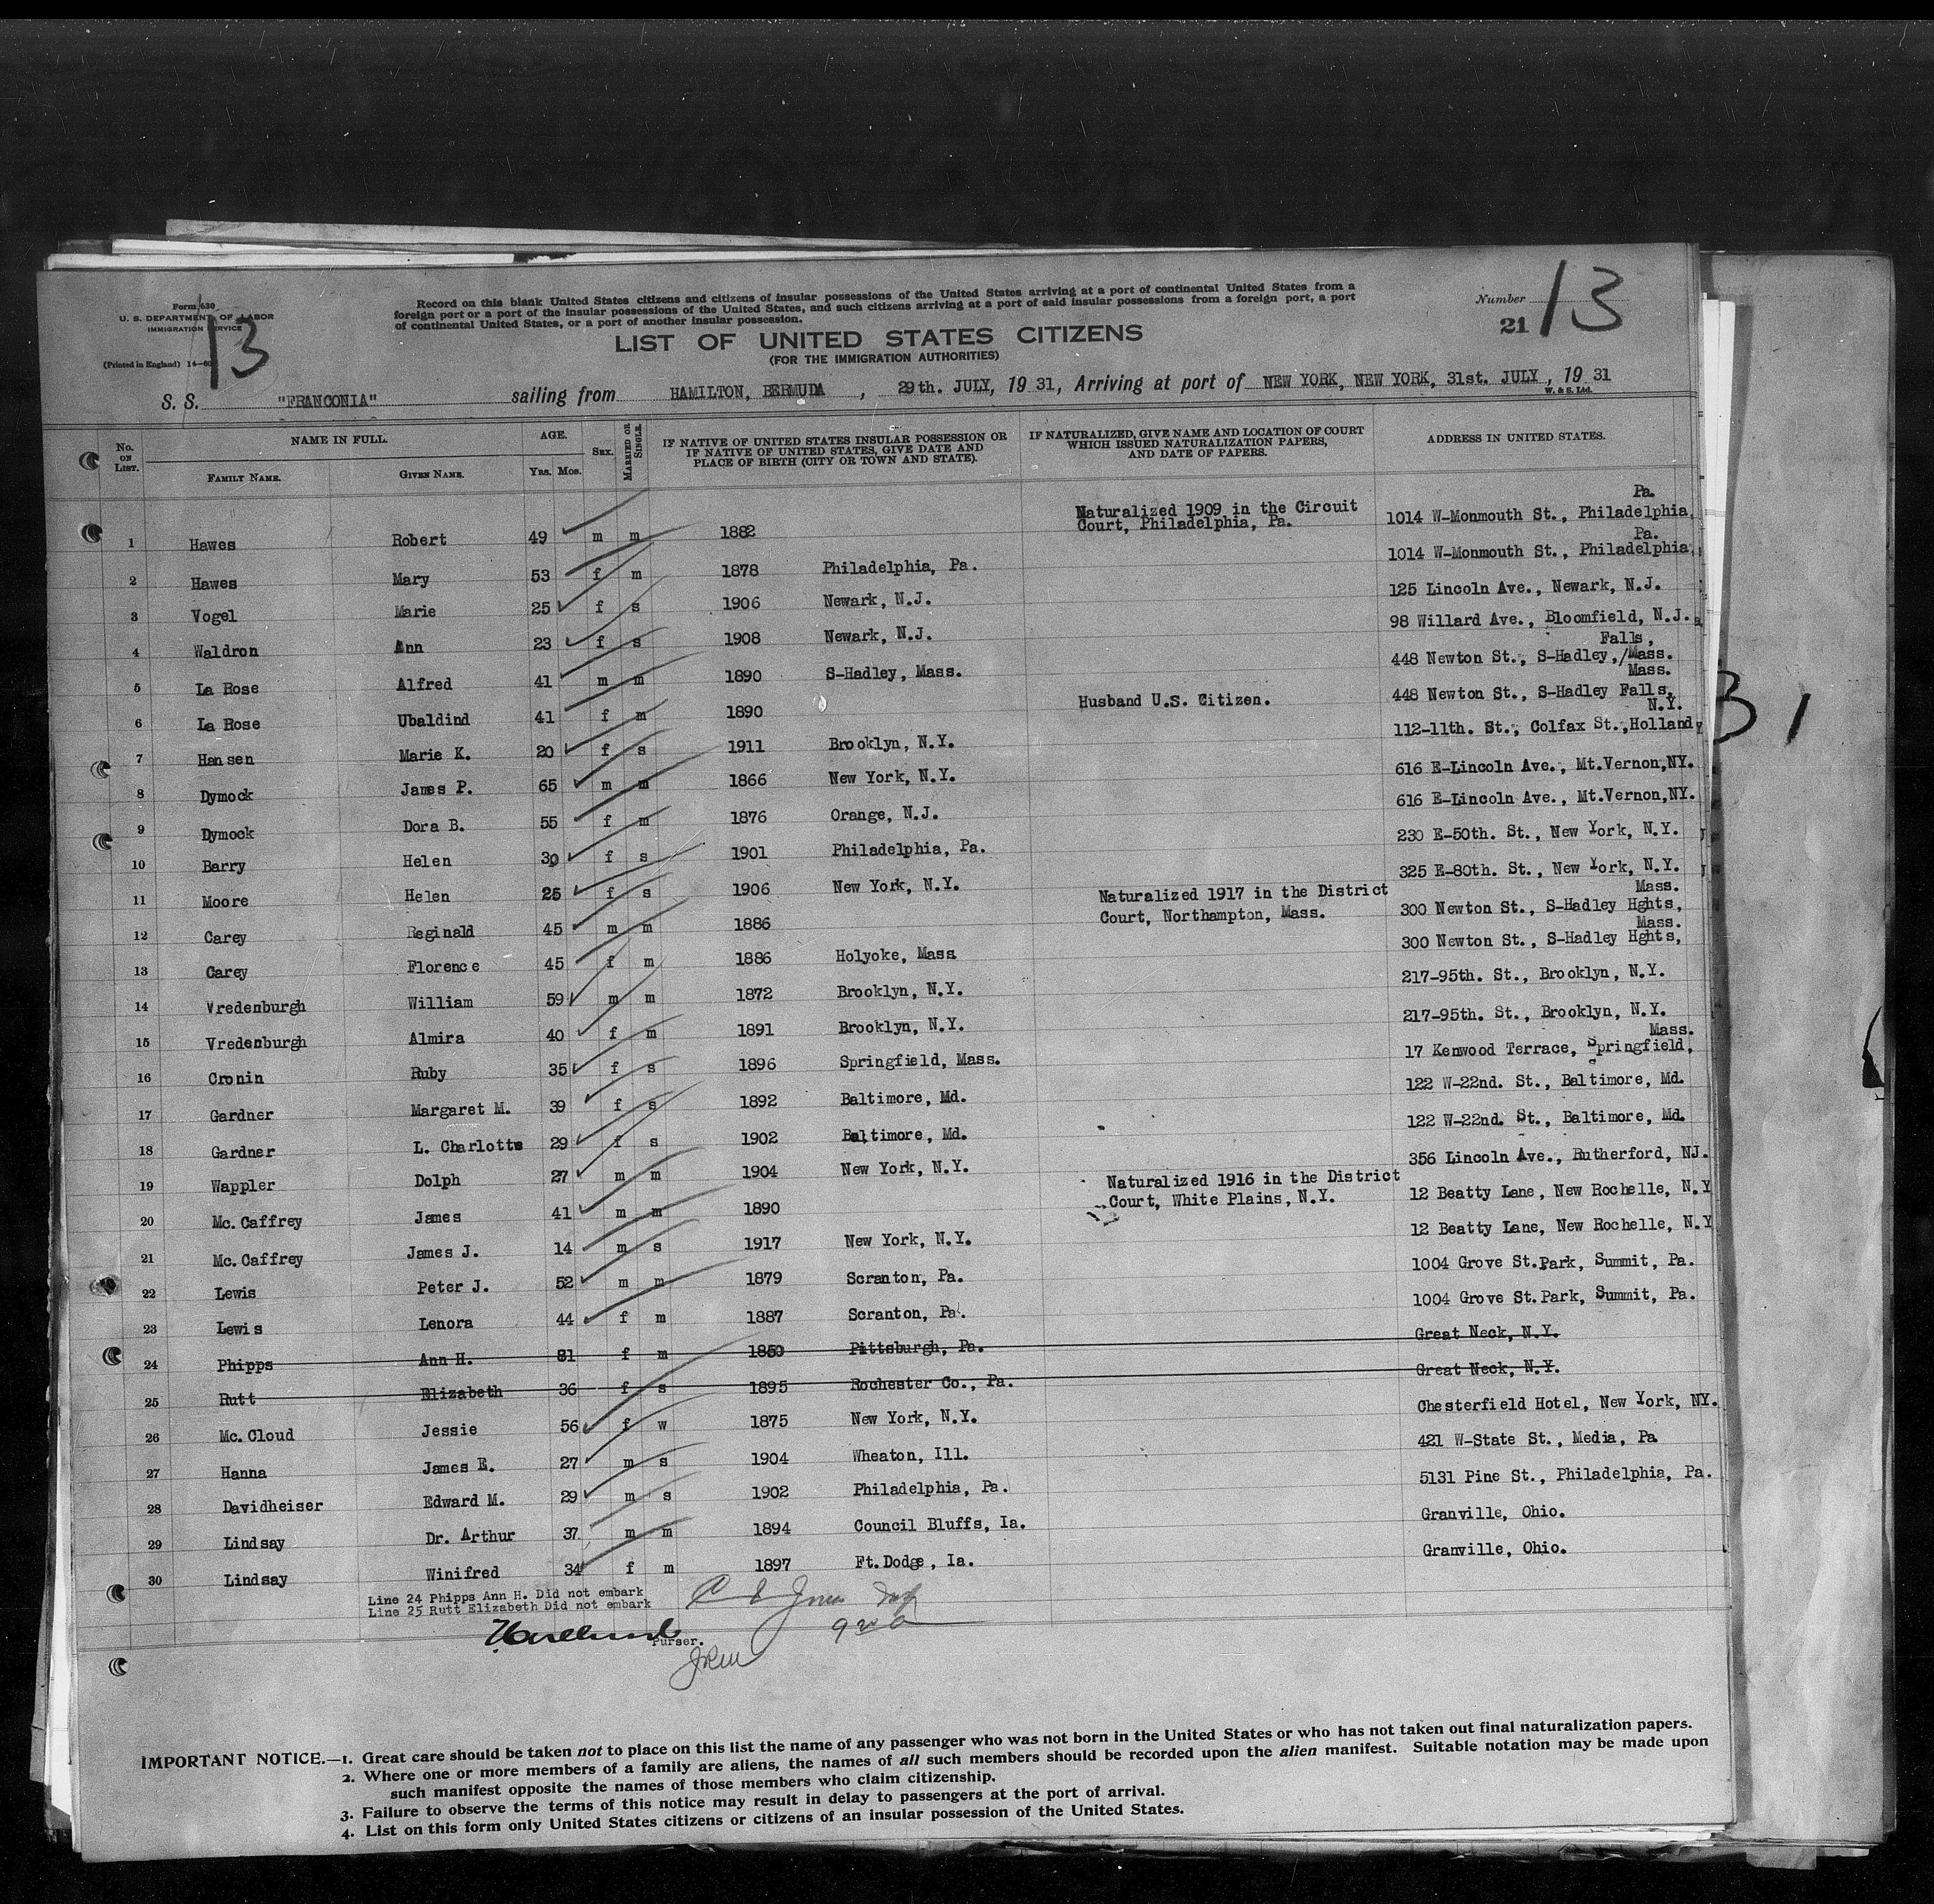 Form 630
U. S. DEPARTMENT OF LABOR
IMMIGRATION SERVICE
(Printed in England) 14—
13
Record on this blank United States citizens and citizens of insular possessions of the United States arriving at a port of continental United States from a
foreign port or a port of the insular possessions of the United States, and such citizens arriving at a port of said insular possessions from a foreign port, a port
of continental United States, or a port of another insular possession.
Number
21
13
LIST OF UNITED STATES CITIZENS
(FOR THE IMMIGRATION AUTHORITIES)
S. S. "FRANCONIA" sailing from HAMILTON, BERMUDA, 29th. JULY, 19 31, Arriving at port of NEW YORK, NEW YORK, 31st. JULY, 19 31
W. & S. Ltd.
No. ON LIST. NAME IN FULL. FAMILY NAME. GIVEN NAME. AGE. YRS. MOS. SEX. MARRIED OR SINGLE. IF NATIVE OF UNITED STATES INSULAR POSSESSION OR IF NATIVE OF UNITED STATES, GIVE DATE AND PLACE OF BIRTH (CITY OR TOWN AND STATE). IF NATURALIZED, GIVE NAME AND LOCATION OF COURT WHICH ISSUED NATURALIZATION PAPERS, AND DATE OF PAPERS. ADDRESS IN UNITED STATES.
1 Hawes Robert 49 m m 1882 Naturalized 1909 in the Circuit Court, Philadelphia, Pa. 1014 W-Monmouth St., Philadelphia, Pa.
2 Hawes Mary 53 f m 1878 Philadelphia, Pa. 1014 W-Monmouth St., Philadelphia, Pa.
3 Vogel Marie 25 f s 1906 Newark, N.J. 125 Lincoln Ave., Newark, N.J.
4 Waldron Ann 23 f s 1908 Newark, N.J. 98 Willard Ave., Bloomfield, N.J.
5 La Rose Alfred 41 m m 1890 S-Hadley, Mass. 448 Newton St., S-Hadley,/Mass. Falls,
6 La Rose Ubaldind 41 f m 1890 Husband U.S. Citizen. 448 Newton St., S-Hadley Falls, Mass.
7 Hansen Marie K. 20 f s 1911 Brooklyn, N.Y. 112-11th. St., Colfax St.,Holland N.Y.
8 Dymock James P. 65 m m 1866 New York, N.Y. 616 E-Lincoln Ave., Mt.Vernon,NY.
9 Dymock Dora B. 55 f m 1876 Orange, N.J. 616 E-Lincoln Ave., Mt.Vernon,NY.
10 Barry Helen 30 f s 1901 Philadelphia, Pa. 230 E-50th. St., New York, N.Y.
11 Moore Helen 25 f s 1906 New York, N.Y. 325 E-80th. St., New York, N.Y.
12 Carey Reginald 45 m m 1886 Naturalized 1917 in the District Court, Northampton, Mass. 300 Newton St., S-Hadley Hghts, Mass.
13 Carey Florence 45 f m 1886 Holyoke, Mass 300 Newton St., S-Hadley Hghts, Mass.
14 Vredenburgh William 59 m m 1872 Brooklyn, N.Y. 217-95th. St., Brooklyn, N.Y.
15 Vredenburgh Almira 40 f m 1891 Brooklyn, N.Y. 217-95th. St., Brooklyn, N.Y.
16 Cronin Ruby 35 f s 1896 Springfield, Mass. 17 Kenwood Terrace, Springfield, Mass.
17 Gardner Margaret M. 39 f s 1892 Baltimore, Md. 122 W-22nd. St., Baltimore, Md.
18 Gardner L. Charlotte 29 f s 1902 Baltimore, Md. 122 W-22nd. St., Baltimore, Md.
19 Wappler Dolph 27 m m 1904 New York, N.Y. 356 Lincoln Ave., Rutherford, NJ.
20 Mc. Caffrey James 41 m m 1890 Naturalized 1916 in the District Court, White Plains, N.Y. 12 Beatty Lane, New Rochelle, N.Y
21 Mc. Caffrey James J. 14 m s 1917 New York, N.Y. 12 Beatty Lane, New Rochelle, N.Y
22 Lewis Peter J. 52 m m 1879 Scranton, Pa. 1004 Grove St.Park, Summit, Pa.
23 Lewis Lenora 44 f m 1887 Scranton, Pa. 1004 Grove St.Park, Summit, Pa.
24 Phipps Ann H. 81 f m 1850 Pittsburgh, Pa. Great Neck, N.Y.
25 Rutt Elizabeth 36 f s 1895 Rochester Co., Pa. Great Neck, N.Y.
26 Mc. Cloud Jessie 56 f w 1875 New York, N.Y. Chesterfield Hotel, New York, NY.
27 Hanna James E. 27 m s 1904 Wheaton, Ill. 421 W-State St., Media, Pa
28 Davidheiser Edward M. 29 m s 1902 Philadelphia, Pa. 5131 Pine St., Philadelphia, Pa.
29 Lindsay Dr. Arthur 37 m m 1894 Council Bluffs, Ia. Granville, Ohio.
30 Lindsay Winifred 34 f m 1897 Ft.Dodge, Ia. Granville, Ohio.
Line 24 Phipps Ann H. Did not embark
Line 25 Rutt Elizabeth Did not embark
Purser.
31
IMPORTANT NOTICE.—1. Great care should be taken not to place on this list the name of any passenger who was not born in the United States or who has not taken out final naturalization papers.
2. Where one or more members of a family are aliens, the names of all such members should be recorded upon the alien manifest. Suitable notation may be made upon
such manifest opposite the names of those members who claim citizenship.
3. Failure to observe the terms of this notice may result in delay to passengers at the port of arrival.
4. List on this form only United States citizens or citizens of an insular possession of the United States.